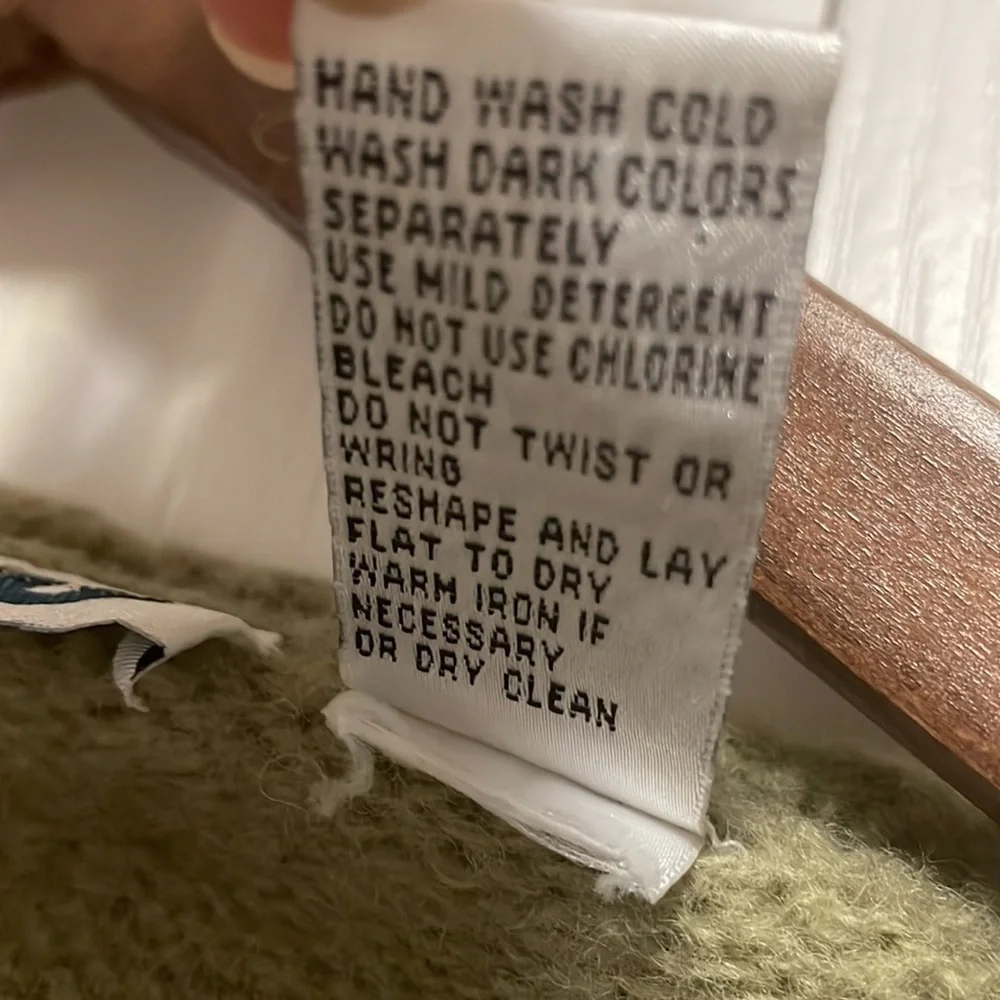 HAND WASH COLD
WASH DARK COLORS
SEPARATELY
USE MILD DETERGENT
DO NOT USE CHLORINE
BLEACH
DO NOT TWIST OR
WRING
RESHAPE AND LAY
FLAT TO DRY
WARM IRON IF
NECESSARY
OR DRY CLEAN